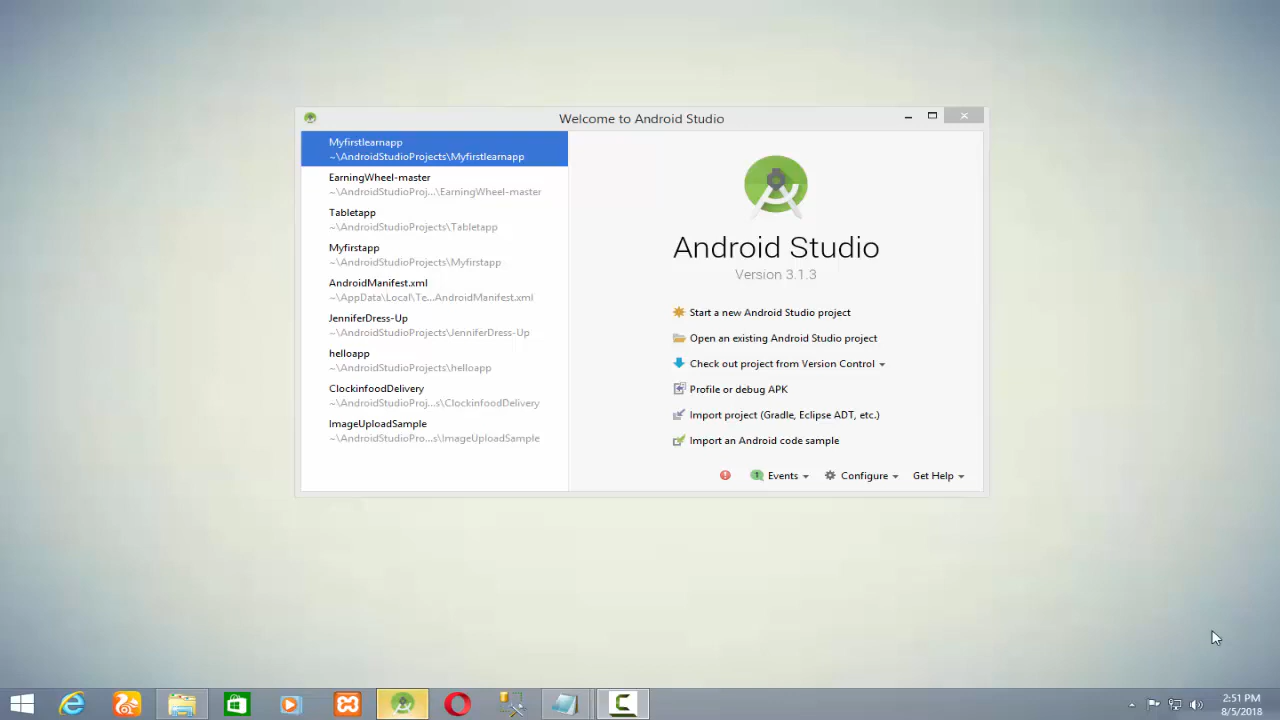 Welcome to Android Studio
Myfirstlearnapp
~\AndroidStudioProjects\Myfirstlearnapp
EarningWheel-master
~\AndroidStudioProj...\EarningWheel-master
Tabletapp
~\AndroidStudioProjects\Tabletapp
Myfirstapp
~\AndroidStudioProjects\Myfirstapp
AndroidManifest.xml
~\AppData\Local\Te...AndroidManifest.xml
JenniferDress-Up
~\AndroidStudioProjects\JenniferDress-Up
helloapp
~\AndroidStudioProjects\helloapp
ClockinfoodDelivery
~\AndroidStudioProj...s\ClockinfoodDelivery
ImageUploadSample
~\AndroidStudioPro...s\ImageUploadSample
Android Studio
Version 3.1.3
Start a new Android Studio project
Open an existing Android Studio project
Check out project from Version Control
Profile or debug APK
Import project (Gradle, Eclipse ADT, etc.)
Import an Android code sample
1 Events
Configure
Get Help
2:51 PM
8/5/2018